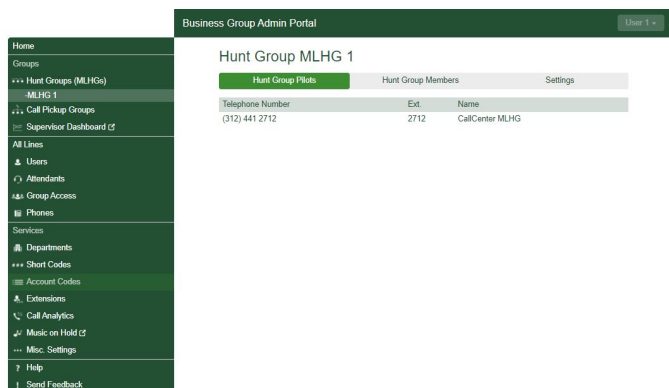 Business Group Admin Portal
User 1
Home
Groups
Hunt Groups (MLHGs)
-MLHG 1
Call Pickup Groups
Supervisor Dashboard
All Lines
Users
Attendants
Group Access
Phones
Services
Departments
Short Codes
Account Codes
Extensions
Call Analytics
Music on Hold
Misc. Settings
? Help
! Send Feedback
Hunt Group MLHG 1
Hunt Group Pilots Hunt Group Members Settings
Telephone Number Ext. Name
(312) 441 2712 2712 CallCenter MLHG